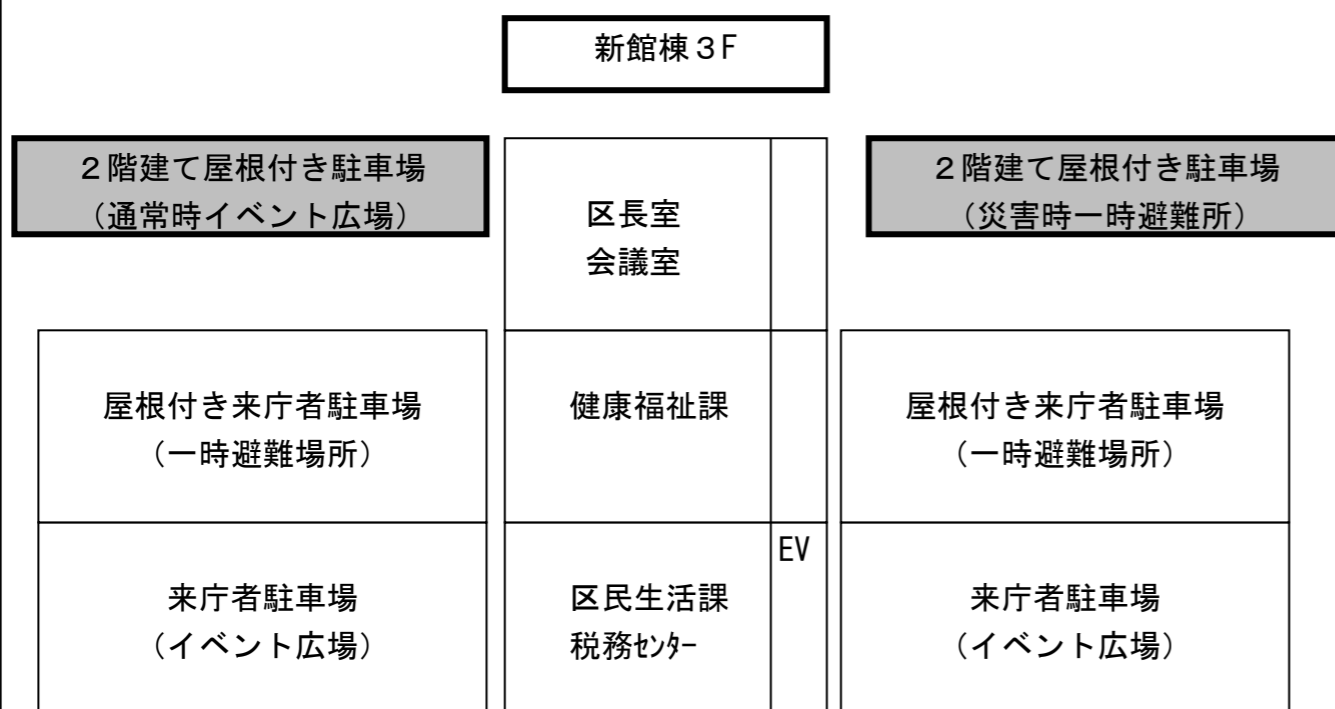 新館棟３F
２階建て屋根付き駐車場
（通常時イベント広場）
区長室
会議室
２階建て屋根付き駐車場
（災害時一時避難所）
屋根付き来庁者駐車場
（一時避難場所）
健康福祉課
屋根付き来庁者駐車場
（一時避難場所）
来庁者駐車場
（イベント広場）
区民生活課
税務ｾﾝﾀｰ
EV
来庁者駐車場
（イベント広場）